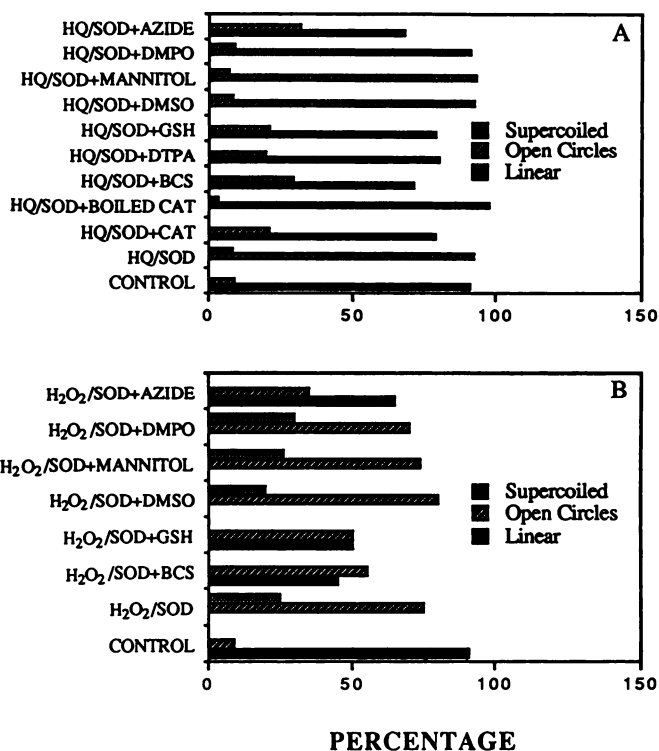 A
HQ/SOD+AZIDE
HQ/SOD+DMPO
HQ/SOD+MANNITOL
HQ/SOD+DMSO
HQ/SOD+GSH
HQ/SOD+DTPA
HQ/SOD+BCS
HQ/SOD+BOILED CAT
HQ/SOD+CAT
HQ/SOD
CONTROL
Supercoiled
Open Circles
Linear
0 50 100 150
B
H₂O₂/SOD+AZIDE
H₂O₂/SOD+DMPO
H₂O₂/SOD+MANNITOL
H₂O₂/SOD+DMSO
H₂O₂/SOD+GSH
H₂O₂/SOD+BCS
H₂O₂/SOD
CONTROL
Supercoiled
Open Circles
Linear
0 50 100 150
PERCENTAGE